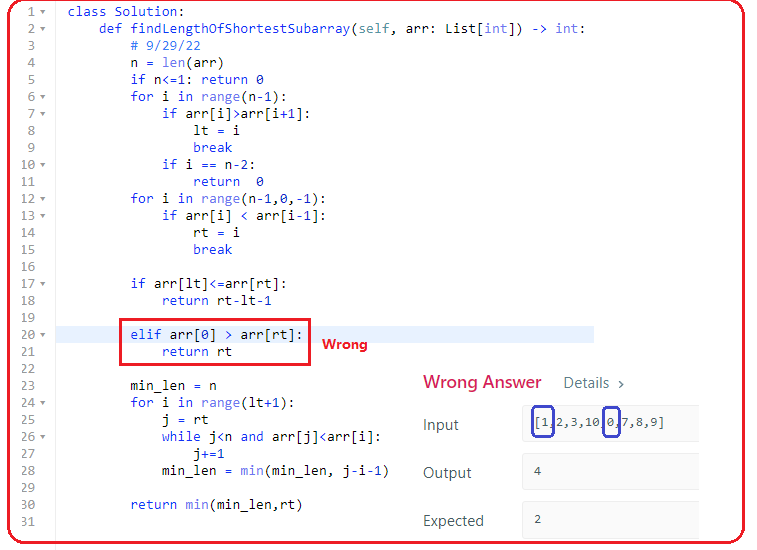 1 class Solution:
2     def findLengthOfShortestSubarray(self, arr: List[int]) -> int:
3         # 9/29/22
4         n = len(arr)
5         if n<=1: return 0
6         for i in range(n-1):
7             if arr[i]>arr[i+1]:
8                 lt = i
9                 break
10             if i == n-2:
11                 return  0
12         for i in range(n-1,0,-1):
13             if arr[i] < arr[i-1]:
14                 rt = i
15                 break
16
17         if arr[lt]<=arr[rt]:
18             return rt-lt-1
19
20         elif arr[0] > arr[rt]:
21             return rt
Wrong
22
23         min_len = n
24         for i in range(lt+1):
25             j = rt
26             while j<n and arr[j]<arr[i]:
27                 j+=1
28             min_len = min(min_len, j-i-1)
29
30         return min(min_len,rt)
31
Wrong Answer Details >
Input [1,2,3,10,0,7,8,9]
Output 4
Expected 2